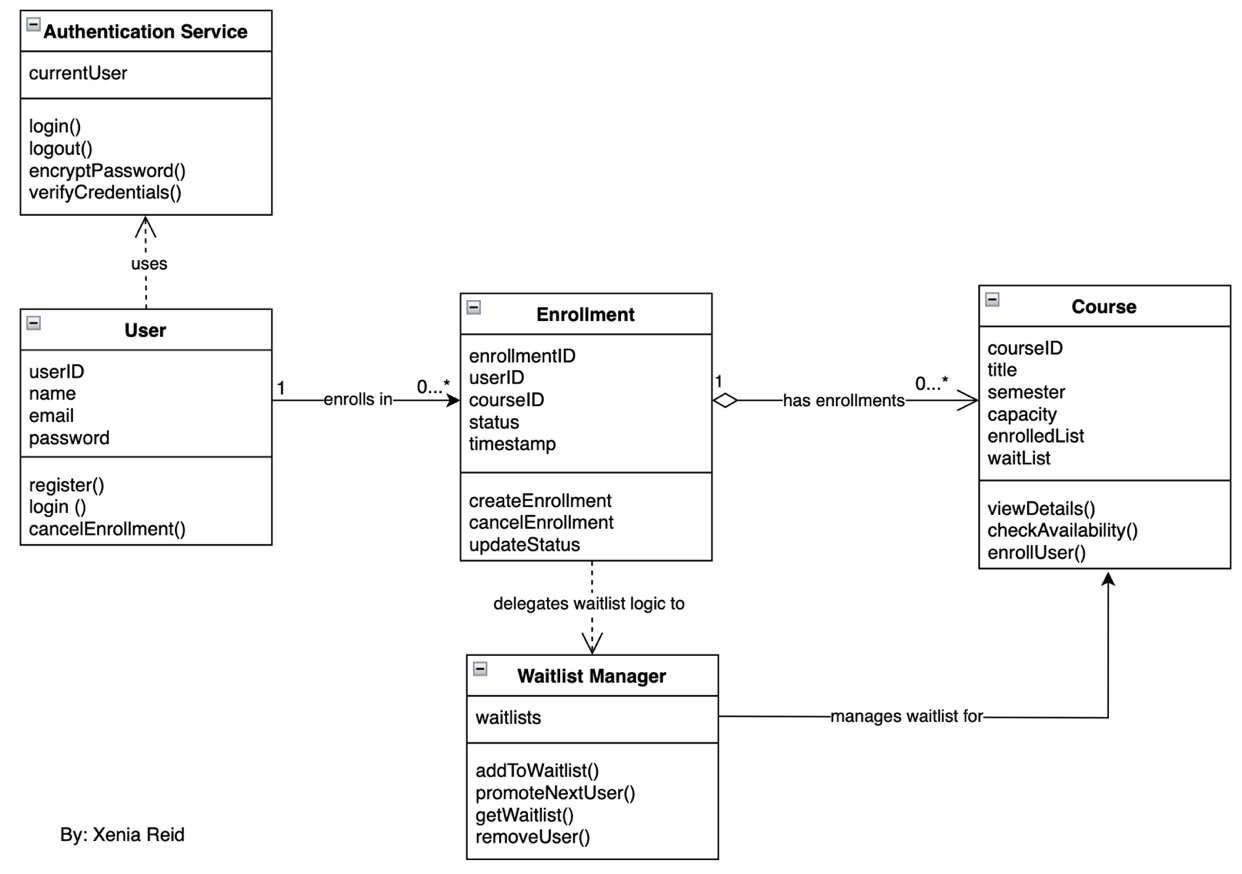 Authentication Service
currentUser
login()
logout()
encryptPassword()
verifyCredentials()
uses
User
userID
name
email
password
register()
login ()
cancelEnrollment()
1
enrolls in
0...*
Enrollment
enrollmentID
userID
courseID
status
timestamp
createEnrollment
cancelEnrollment
updateStatus
1
has enrollments
0...*
Course
courseID
title
semester
capacity
enrolledList
waitList
viewDetails()
checkAvailability()
enrollUser()
delegates waitlist logic to
Waitlist Manager
waitlists
addToWaitlist()
promoteNextUser()
getWaitlist()
removeUser()
manages waitlist for
By: Xenia Reid